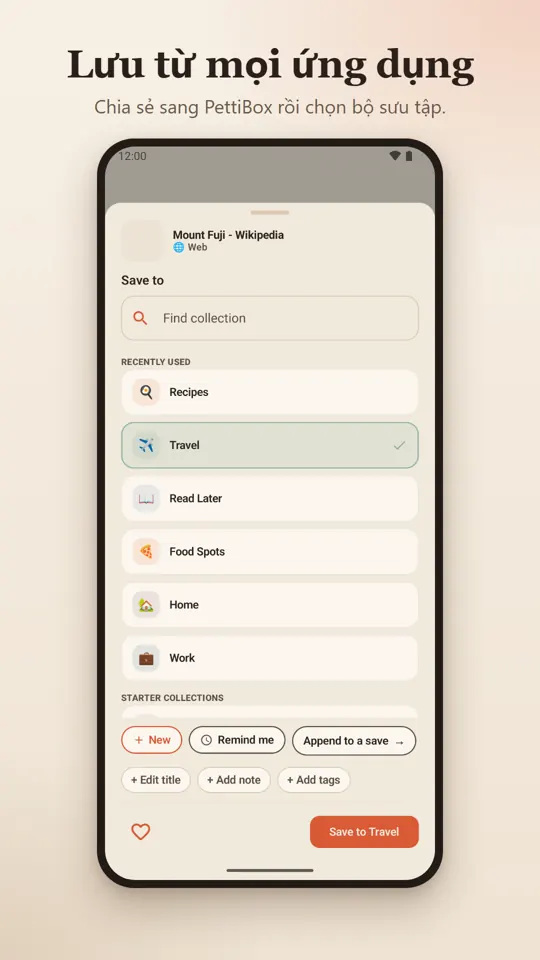 Lưu từ mọi ứng dụng
Chia sẻ sang PettiBox rồi chọn bộ sưu tập.
12:00
Mount Fuji - Wikipedia
Web
Save to
Find collection
RECENTLY USED
Recipes
Travel
Read Later
Food Spots
Home
Work
STARTER COLLECTIONS
+ New
Remind me
Append to a save →
+ Edit title
+ Add note
+ Add tags
Save to Travel